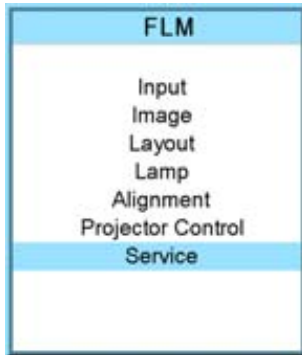 FLM
Input
Image
Layout
Lamp
Alignment
Projector Control
Service